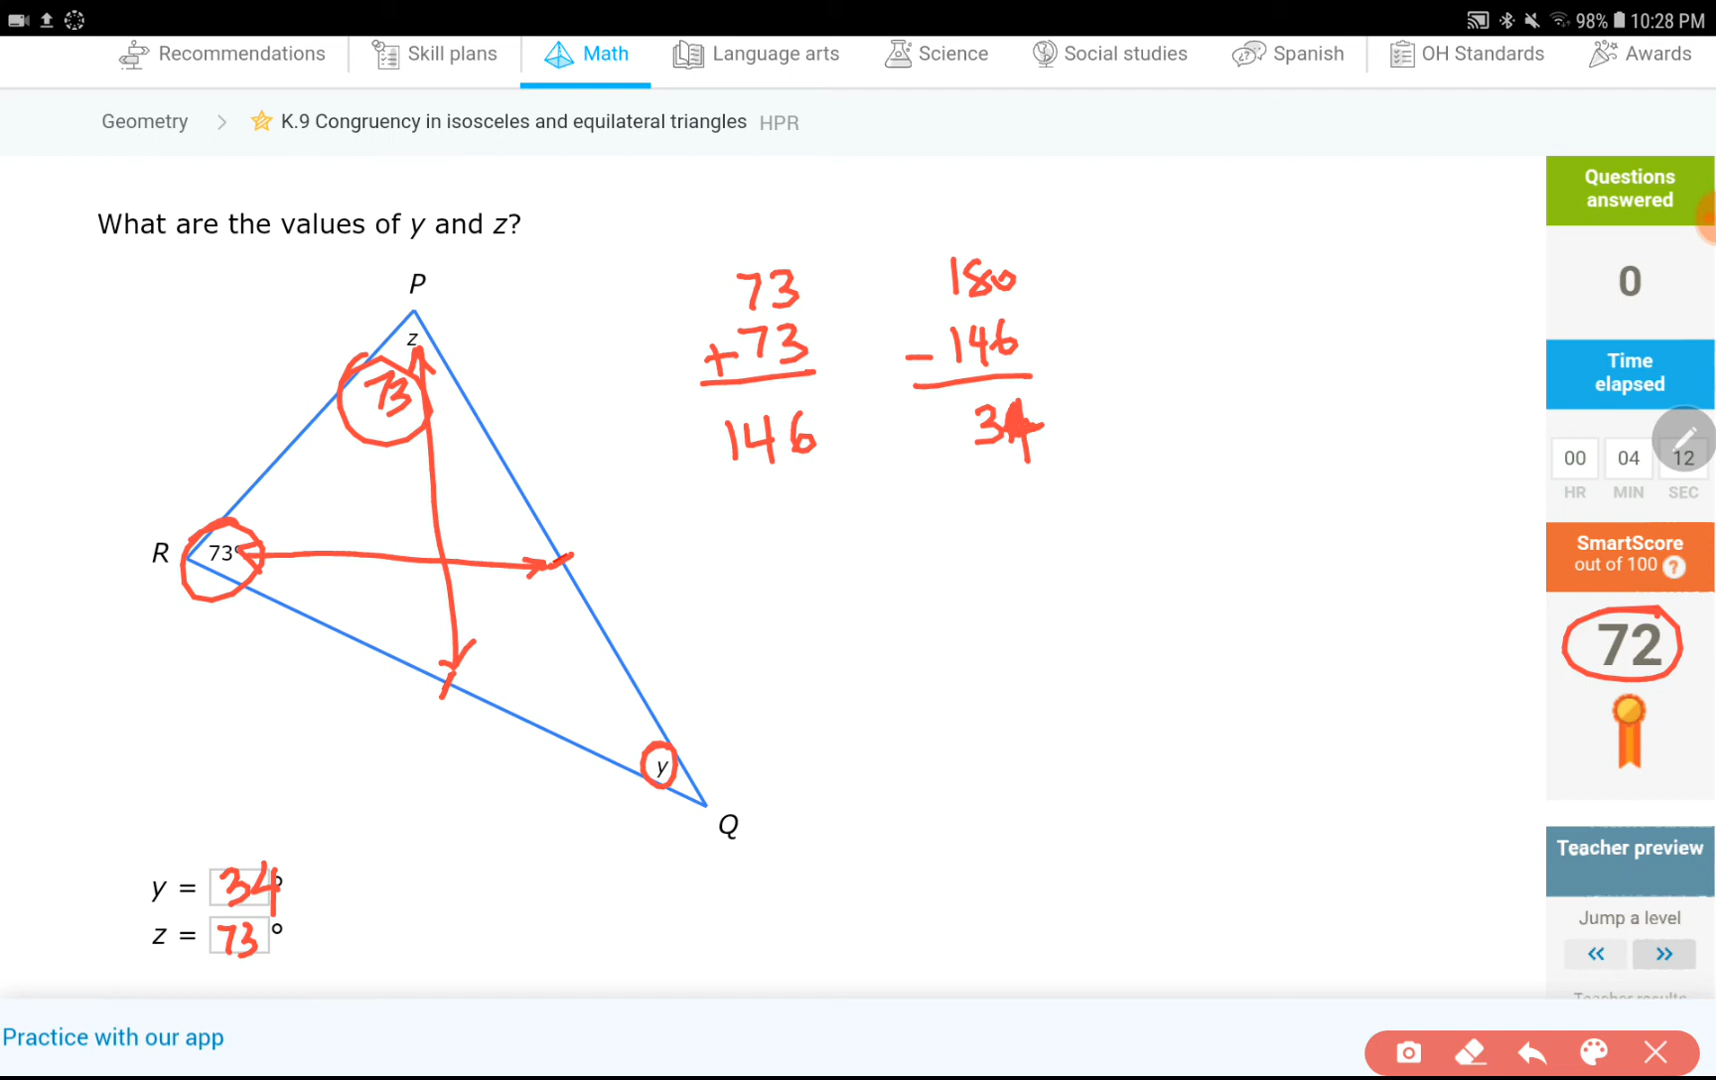 98% 10:28 PM
Recommendations Skill plans Math Language arts Science Social studies Spanish OH Standards Awards
Geometry > K.9 Congruency in isosceles and equilateral triangles HPR
What are the values of y and z?
P
z
73
R
73°
y
Q
73
+ 73
146
180
- 146
34
y = 34°
z = 73°
Questions answered
0
Time elapsed
00 04 12
HR MIN SEC
SmartScore
out of 100 ?
72
Teacher preview
Jump a level
<< >>
Teacher results
Practice with our app